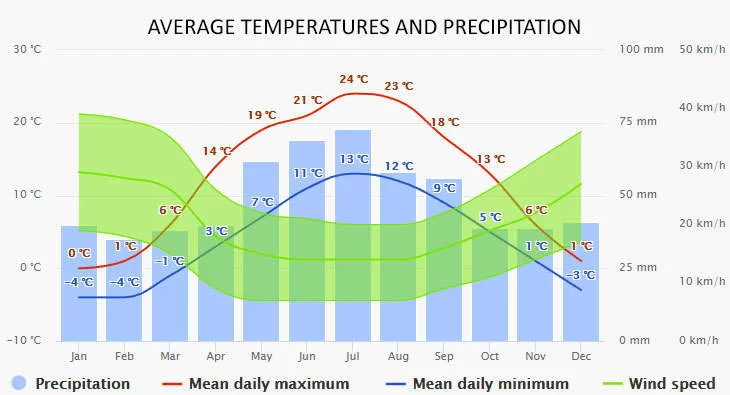 AVERAGE TEMPERATURES AND PRECIPITATION
30 °C 100 mm 50 km/h
24 °C
23 °C
21 °C
19 °C
40 km/h
20 °C 18 °C 75 mm
14 °C
13 °C 13 °C
12 °C
11 °C
30 km/h
10 °C 9 °C 50 mm
7 °C
6 °C 6 °C
5 °C
20 km/h
3 °C
0 °C 1 °C 1 °C 1 °C
−1 °C
0 °C 25 mm
−4 °C −4 °C −3 °C 10 km/h
−10 °C 0 mm 0 km/h
Jan Feb Mar Apr May Jun Jul Aug Sep Oct Nov Dec
Precipitation Mean daily maximum Mean daily minimum Wind speed